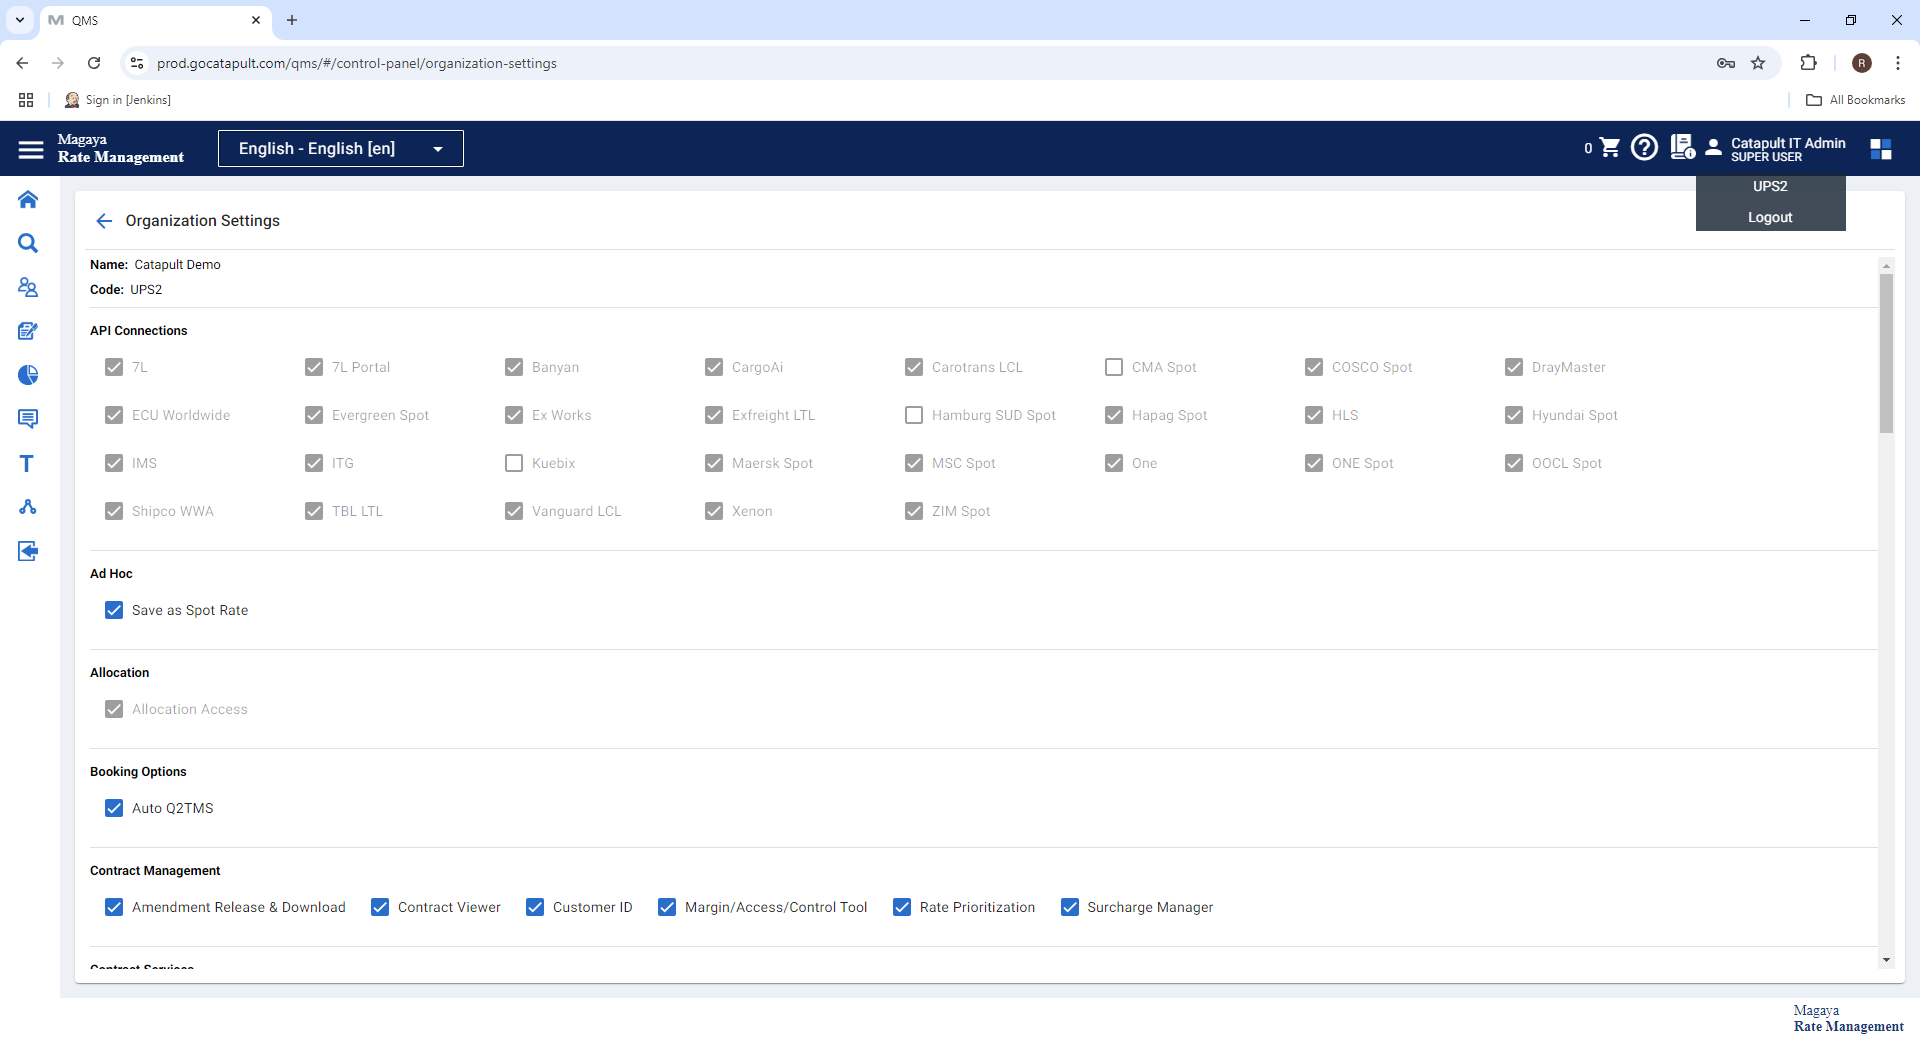 QMS
prod.gocatapult.com/qms/#/control-panel/organization-settings
R
Sign in [Jenkins]
All Bookmarks
Magaya
Rate Management
English - English [en]
0
Catapult IT Admin
SUPER USER
UPS2
Logout
Organization Settings
Name: Catapult Demo
Code: UPS2
API Connections
7L 7L Portal Banyan CargoAi Carotrans LCL CMA Spot COSCO Spot DrayMaster
ECU Worldwide Evergreen Spot Ex Works Exfreight LTL Hamburg SUD Spot Hapag Spot HLS Hyundai Spot
IMS ITG Kuebix Maersk Spot MSC Spot One ONE Spot OOCL Spot
Shipco WWA TBL LTL Vanguard LCL Xenon ZIM Spot
Ad Hoc
Save as Spot Rate
Allocation
Allocation Access
Booking Options
Auto Q2TMS
Contract Management
Amendment Release & Download Contract Viewer Customer ID Margin/Access/Control Tool Rate Prioritization Surcharge Manager
Contract Services
Magaya
Rate Management